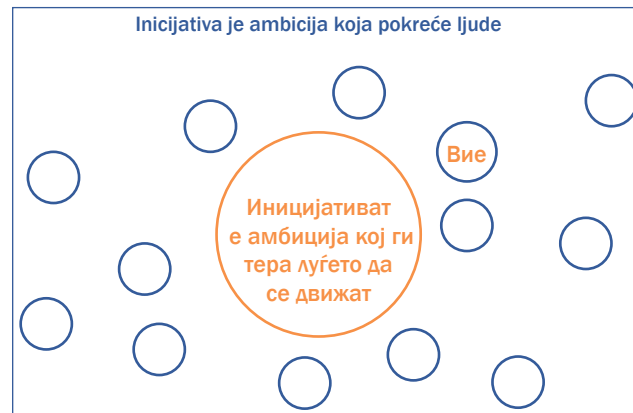 Inicijativa je ambicija koja pokreće ljude
Вие
Иницијативат
е амбиција кој ги
тера луѓето да
се движат